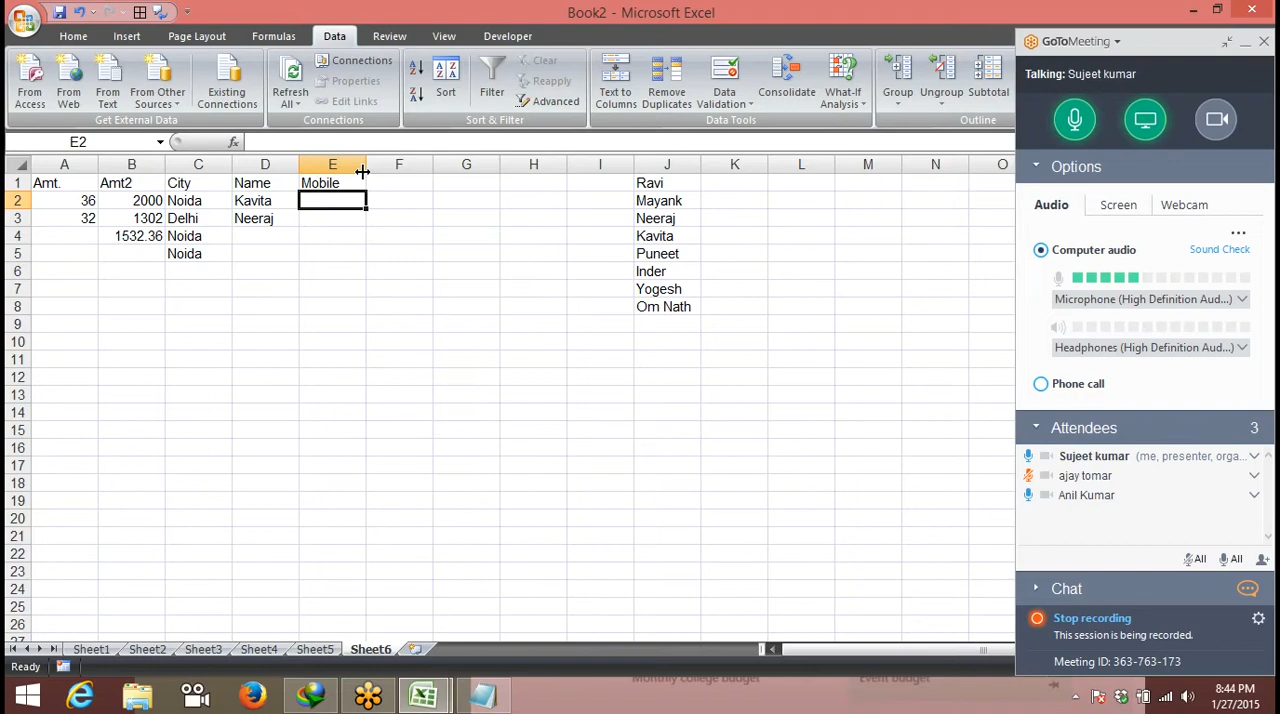 Book2 - Microsoft Excel
Home Insert Page Layout Formulas Data Review View Developer
From Access
From Web
From Text
From Other Sources
Existing Connections
Get External Data
Refresh All
Connections
Properties
Edit Links
Connections
Sort
Filter
Clear
Reapply
Advanced
Sort & Filter
Text to Columns
Remove Duplicates
Data Validation
Consolidate
What-If Analysis
Data Tools
Group
Ungroup
Subtotal
Outline
E2
fx
A B C D E F G H I J K L M N O
1 Amt. Amt2 City Name Mobile Ravi
2 36 2000 Noida Kavita Mayank
3 32 1302 Delhi Neeraj Neeraj
4 1532.36 Noida Kavita
5 Noida Puneet
6 Inder
7 Yogesh
8 Om Nath
9
10
11
12
13
14
15
16
17
18
19
20
21
22
23
24
25
26
27
Sheet1 Sheet2 Sheet3 Sheet4 Sheet5 Sheet6
Ready
GoToMeeting
Talking: Sujeet kumar
Options
Audio Screen Webcam
Computer audio Sound Check
Microphone (High Definition Aud...)
Headphones (High Definition Aud...)
Phone call
Attendees 3
Sujeet kumar (me, presenter, orga...
ajay tomar
Anil Kumar
All All
Chat
Stop recording
This session is being recorded.
Meeting ID: 363-763-173
Monthly college budget Event budget
8:44 PM
1/27/2015